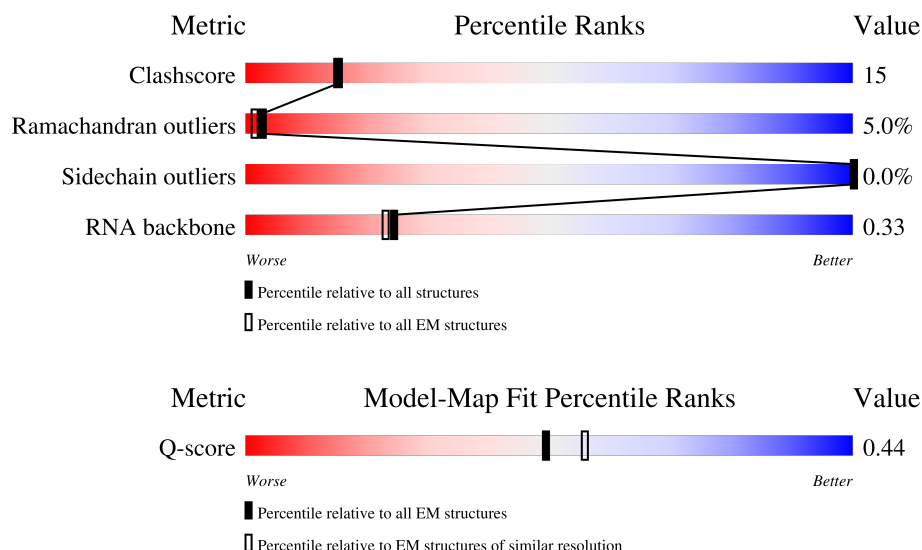 Metric Percentile Ranks Value
Clashscore 15
Ramachandran outliers 5.0%
Sidechain outliers 0.0%
RNA backbone 0.33
Worse Better
Percentile relative to all structures
Percentile relative to all EM structures
Metric Model-Map Fit Percentile Ranks Value
Q-score 0.44
Worse Better
Percentile relative to all EM structures
Percentile relative to EM structures of similar resolution